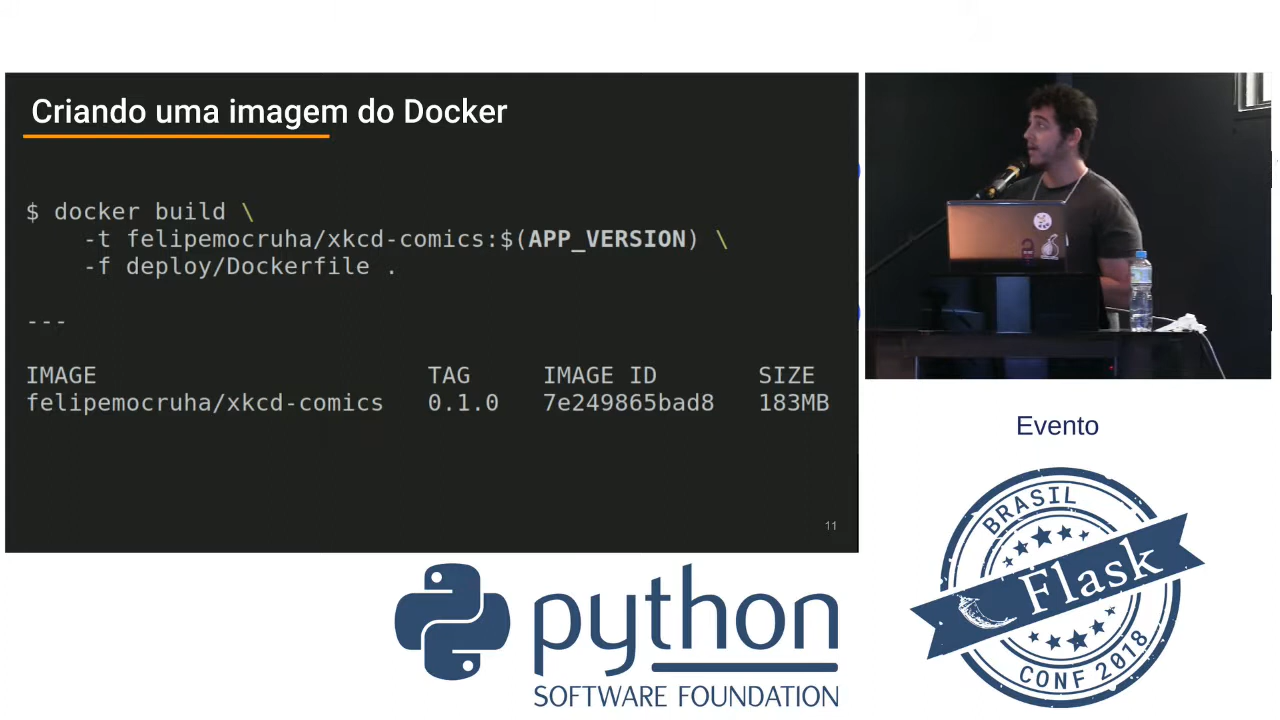 Criando uma imagem do Docker
$ docker build \
-t felipemocruha/xkcd-comics:$(APP_VERSION) \
-f deploy/Dockerfile .
---
IMAGE TAG IMAGE ID SIZE
felipemocruha/xkcd-comics 0.1.0 7e249865bad8 183MB
11
Evento
BRASIL
Flask
CONF 2018
python
SOFTWARE FOUNDATION